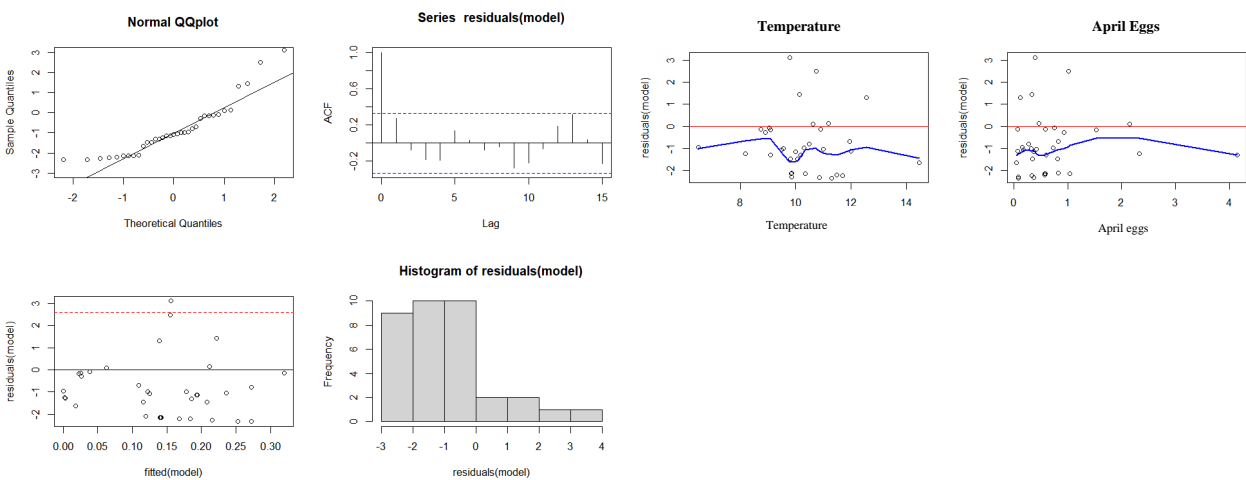 Normal QQplot
Sample Quantiles
-3 -2 -1 0 1 2 3
-2 -1 0 1 2
Theoretical Quantiles
Series residuals(model)
ACF
-0.2 0.2 0.6 1.0
0 5 10 15
Lag
Temperature
residuals(model)
-2 -1 0 1 2 3
8 10 12 14
Temperature
April Eggs
residuals(model)
-2 -1 0 1 2 3
0 1 2 3 4
April eggs
residuals(model)
-2 -1 0 1 2 3
0.00 0.05 0.10 0.15 0.20 0.25 0.30
fitted(model)
Histogram of residuals(model)
Frequency
0 2 4 6 8 10
-3 -2 -1 0 1 2 3 4
residuals(model)